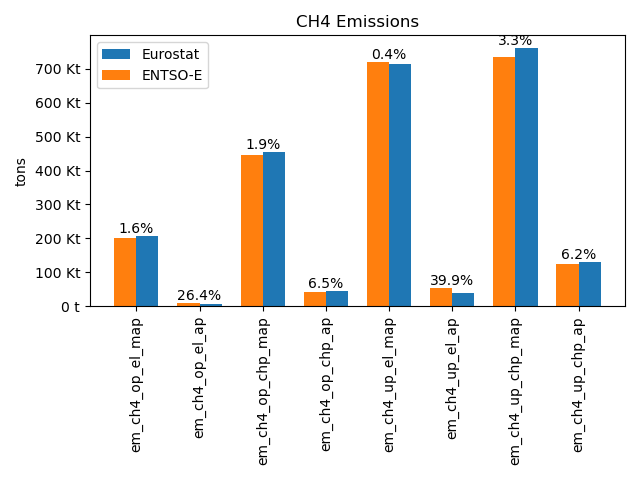 CH4 Emissions
Eurostat
ENTSO-E
tons
700 Kt
600 Kt
500 Kt
400 Kt
300 Kt
200 Kt
100 Kt
0 t
1.6%
26.4%
1.9%
6.5%
0.4%
39.9%
3.3%
6.2%
em_ch4_op_el_map
em_ch4_op_el_ap
em_ch4_op_chp_map
em_ch4_op_chp_ap
em_ch4_up_el_map
em_ch4_up_el_ap
em_ch4_up_chp_map
em_ch4_up_chp_ap